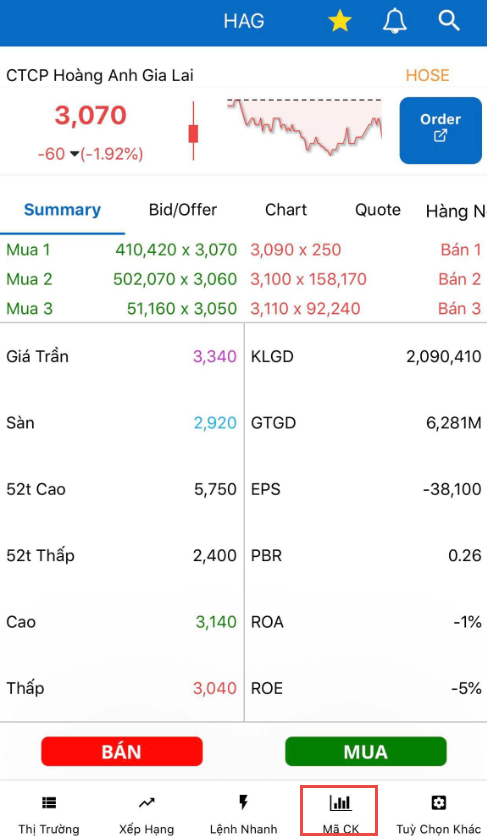 HAG
CTCP Hoàng Anh Gia Lai
HOSE
3,070
-60 (-1.92%)
Order
Summary Bid/Offer Chart Quote Hàng N
Mua 1 410,420 x 3,070 3,090 x 250 Bán 1
Mua 2 502,070 x 3,060 3,100 x 158,170 Bán 2
Mua 3 51,160 x 3,050 3,110 x 92,240 Bán 3
Giá Trần 3,340 KLGD 2,090,410
Sàn 2,920 GTGD 6,281M
52t Cao 5,750 EPS -38,100
52t Thấp 2,400 PBR 0.26
Cao 3,140 ROA -1%
Thấp 3,040 ROE -5%
BÁN MUA
Thị Trường Xếp Hạng Lệnh Nhanh Mã CK Tuỳ Chọn Khác